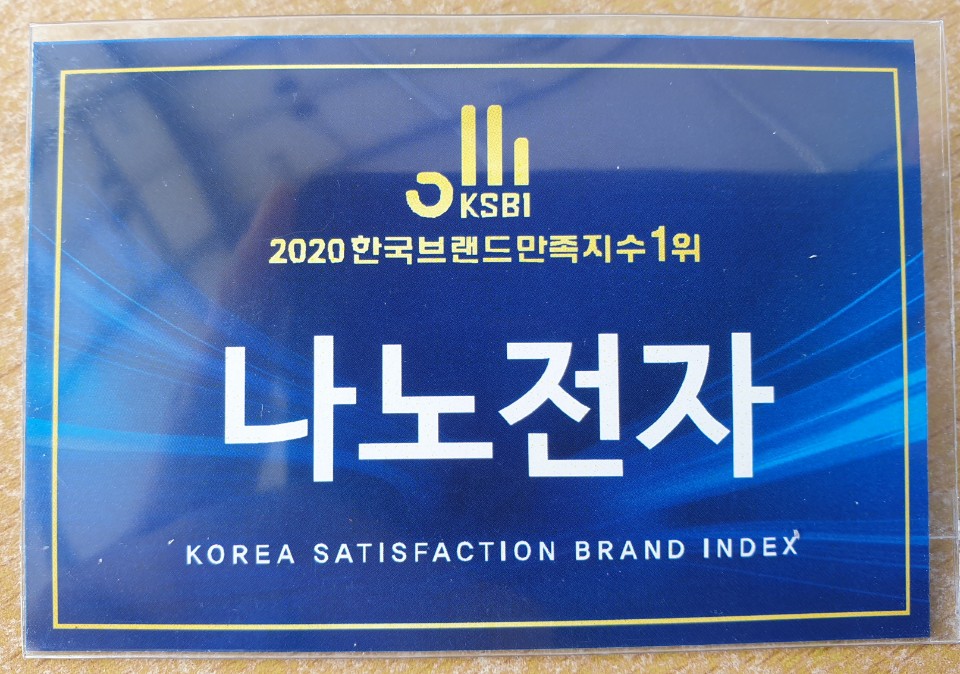 KSBI
2020 한국브랜드만족지수 1위
나노전자
KOREA SATISFACTION BRAND INDEX